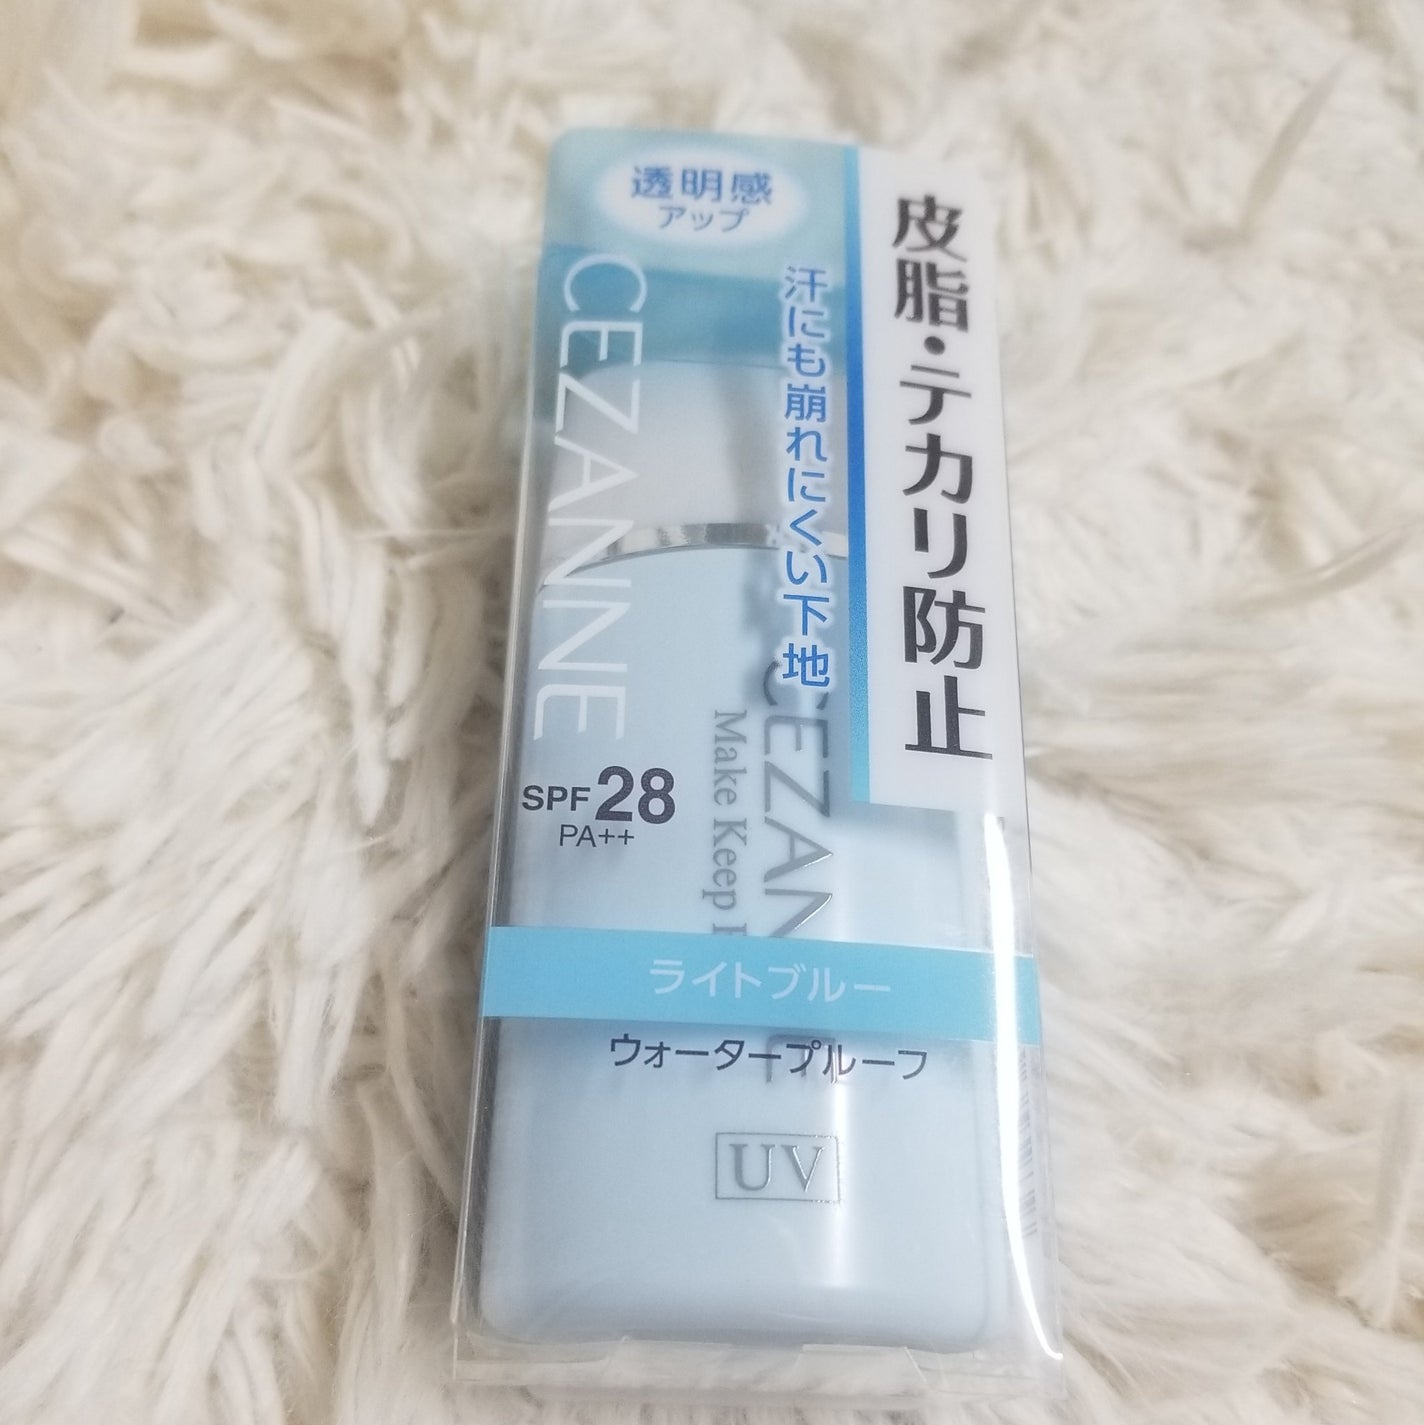 透明感
アップ
皮脂・テカリ防止
汗にも崩れにくい下地
CEZANNE
SPF 28
PA++
CEZANNE
Make Keep
ライトブルー
ウォータープルーフ
UV